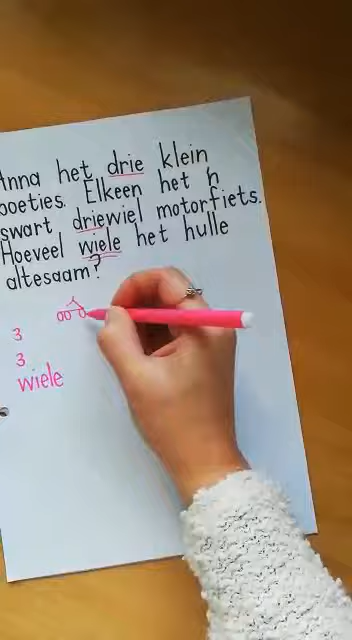 Anna het drie klein
boeties. Elkeen het 'n
swart driewiel motorfiets.
Hoeveel wiele het hulle
altesaam?
3
3
wiele